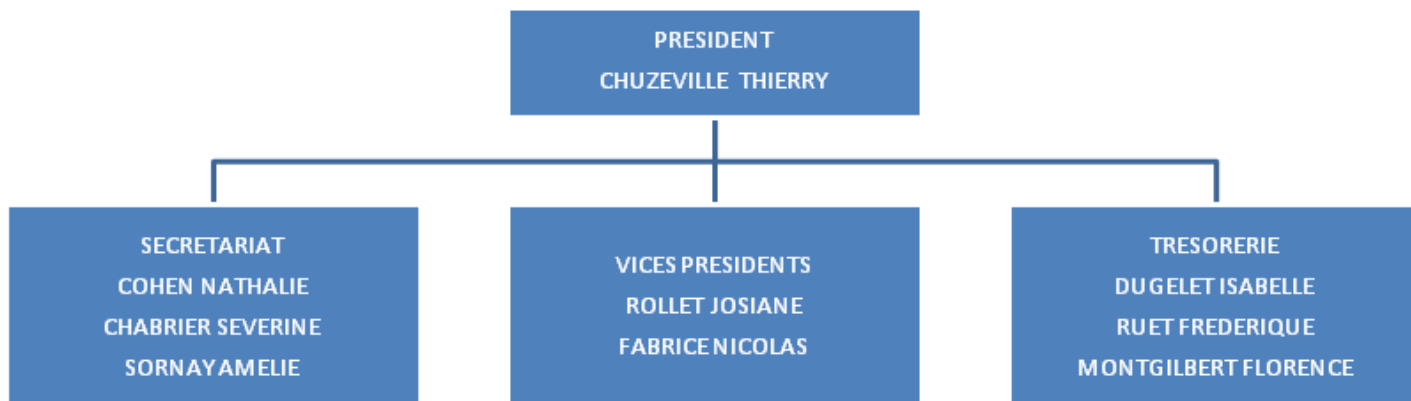 PRESIDENT
CHUZEVILLE THIERRY
SECRETARIAT
COHEN NATHALIE
CHABRIER SEVERINE
SORNAY AMELIE
VICES PRESIDENTS
ROLLET JOSIANE
FABRICE NICOLAS
TRESORERIE
DUGELET ISABELLE
RUET FREDERIQUE
MONTGILBERT FLORENCE